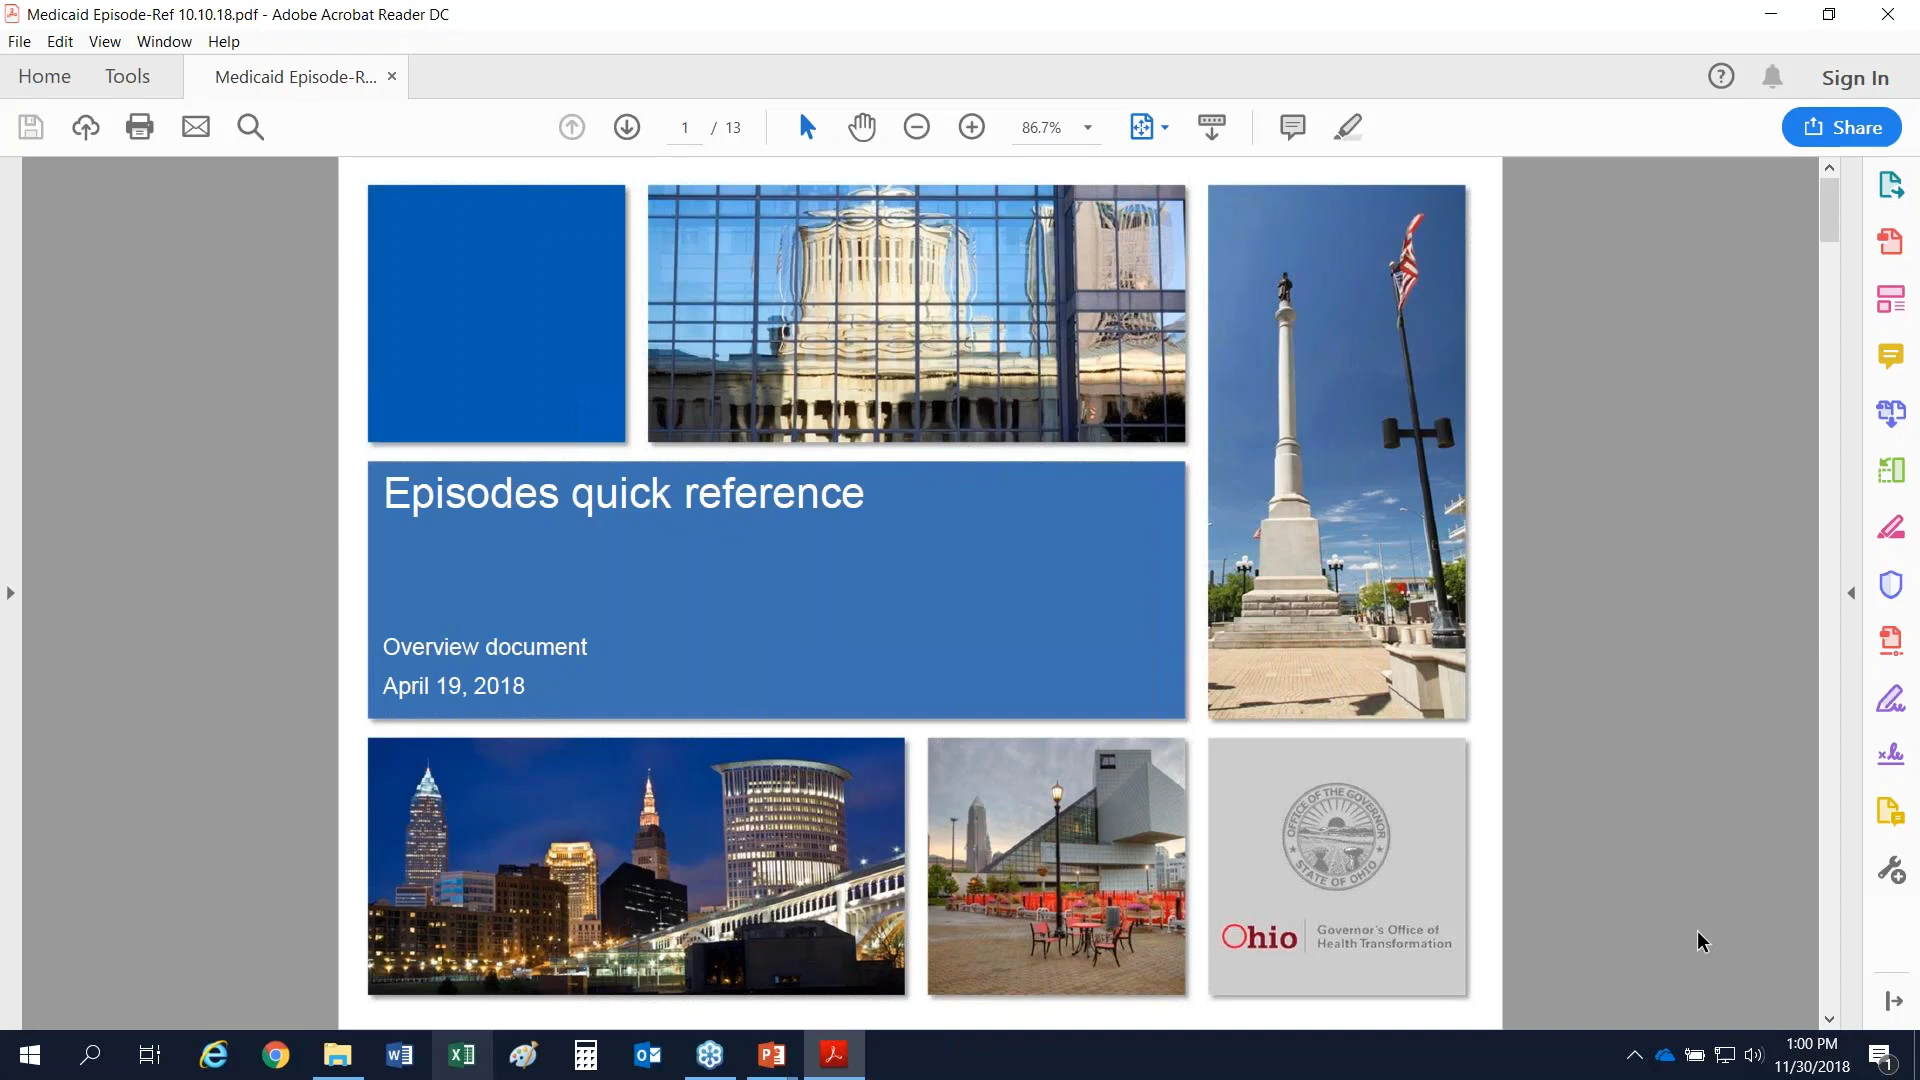 Medicaid Episode-Ref 10.10.18.pdf - Adobe Acrobat Reader DC
File Edit View Window Help
Home Tools Medicaid Episode-R... × Sign In
1 / 13 86.7% Share
Episodes quick reference
Overview document
April 19, 2018
OFFICE OF THE GOVERNOR
STATE OF OHIO
Ohio
Governor's Office of
Health Transformation
1:00 PM
11/30/2018
1